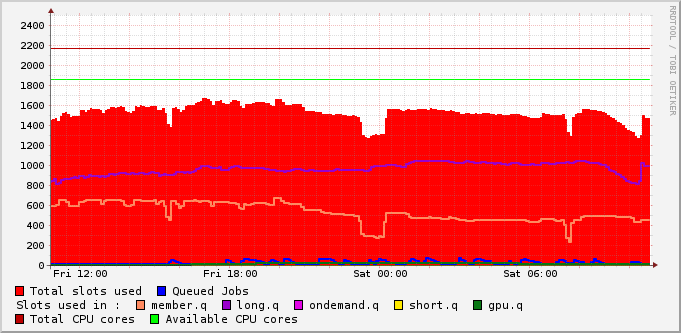 2400
2200
2000
1800
1600
1400
1200
1000
800
600
400
200
0
Fri 12:00 Fri 18:00 Sat 00:00 Sat 06:00
RRDTOOL / TOBI OETIKER
Total slots used Queued Jobs
Slots used in : member.q long.q ondemand.q short.q gpu.q
Total CPU cores Available CPU cores